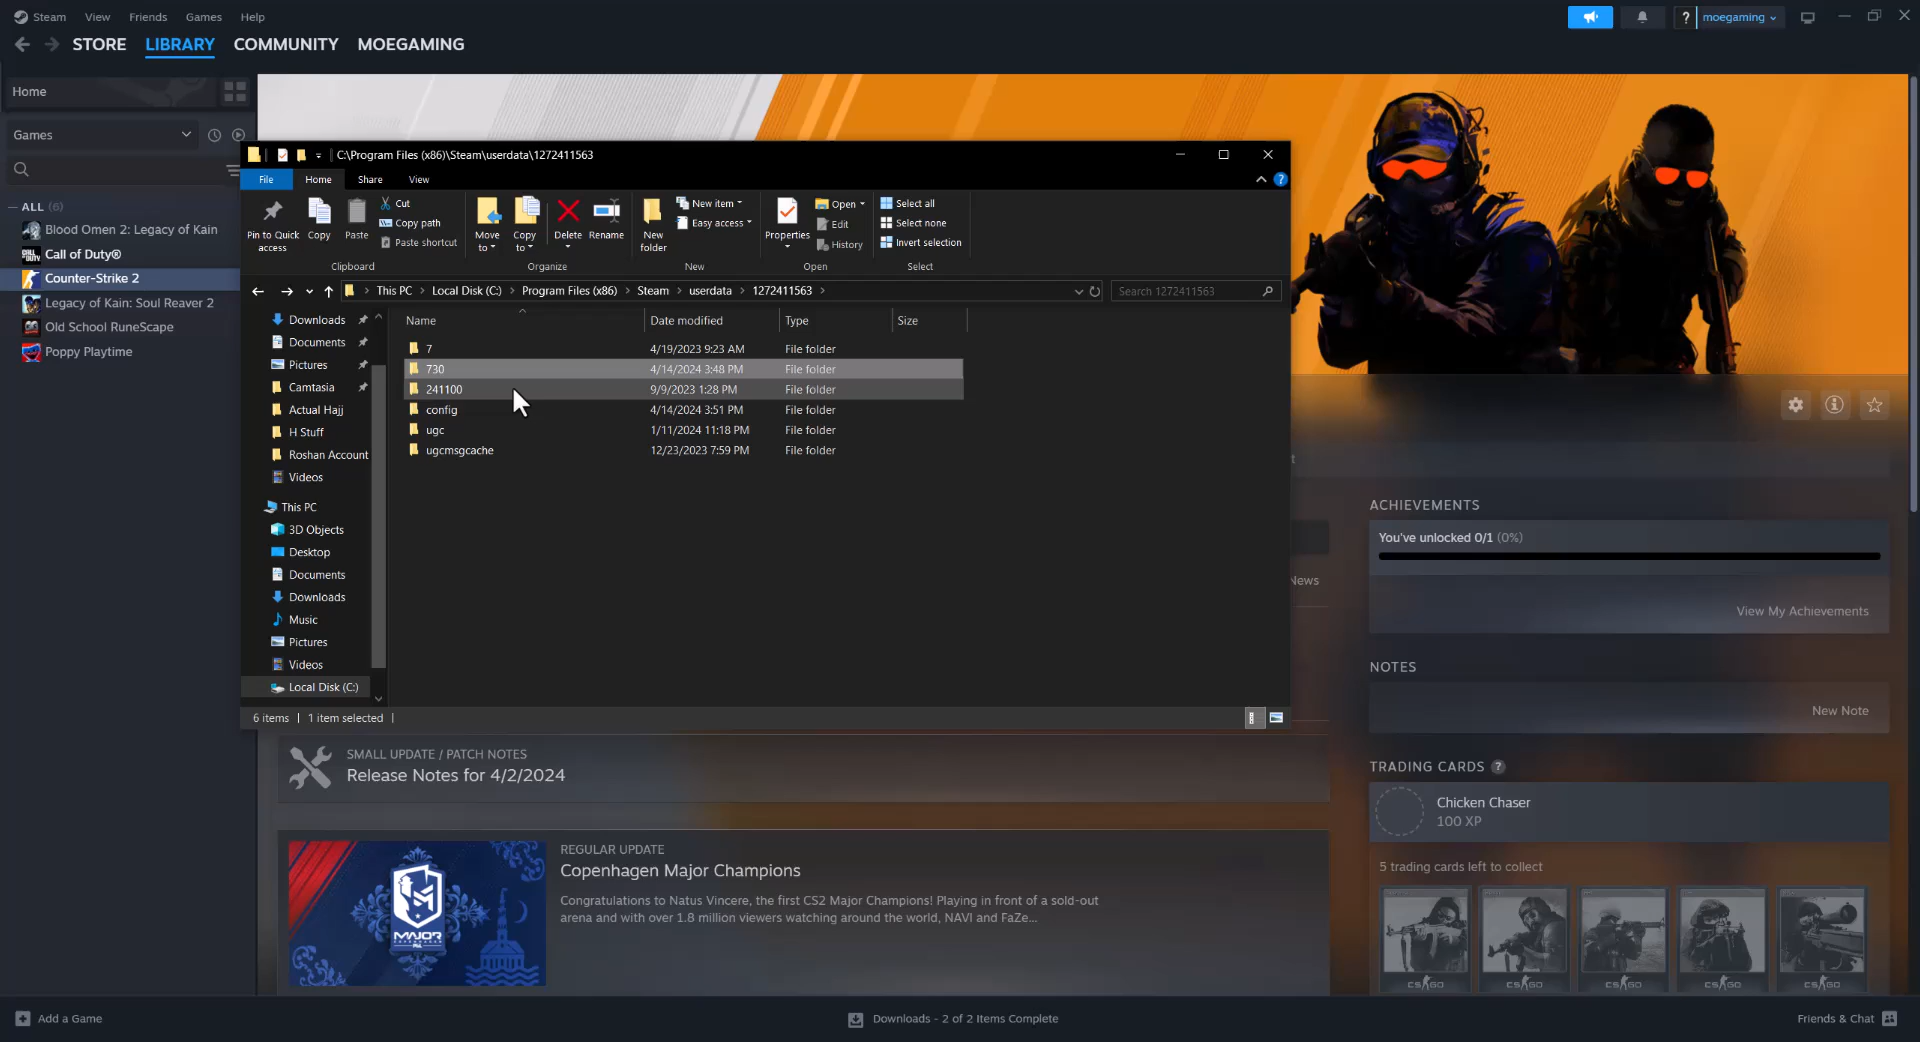 Steam View Friends Games Help
? moegaming
STORE LIBRARY COMMUNITY MOEGAMING
Home
Games
C:\Program Files (x86)\Steam\userdata\1272411563
File Home Share View
Cut
Copy path
Paste shortcut
Pin to Quick access
Copy
Paste
Move to
Copy to
Delete
Rename
New folder
New item
Easy access
Properties
Open
Edit
History
Select all
Select none
Invert selection
Clipboard Organize New Open Select
This PC > Local Disk (C:) > Program Files (x86) > Steam > userdata > 1272411563 >
Search 1272411563
ALL (6)
Blood Omen 2: Legacy of Kain
Call of Duty®
Counter-Strike 2
Legacy of Kain: Soul Reaver 2
Old School RuneScape
Poppy Playtime
Downloads
Documents
Pictures
Camtasia
Actual Hajj
H Stuff
Roshan Account
Videos
This PC
3D Objects
Desktop
Documents
Downloads
Music
Pictures
Videos
Local Disk (C:)
Name Date modified Type Size
7 4/19/2023 9:23 AM File folder
730 4/14/2024 3:48 PM File folder
241100 9/9/2023 1:28 PM File folder
config 4/14/2024 3:51 PM File folder
ugc 1/11/2024 11:18 PM File folder
ugcmsgcache 12/23/2023 7:59 PM File folder
6 items | 1 item selected |
News
ACHIEVEMENTS
You've unlocked 0/1 (0%)
View My Achievements
NOTES
New Note
TRADING CARDS ?
Chicken Chaser
100 XP
5 trading cards left to collect
CS GO
CS GO
CS GO
CS GO
CS GO
SMALL UPDATE / PATCH NOTES
Release Notes for 4/2/2024
MAJOR
REGULAR UPDATE
Copenhagen Major Champions
Congratulations to Natus Vincere, the first CS2 Major Champions! Playing in front of a sold-out
arena and with over 1.8 million viewers watching around the world, NAVI and FaZe...
Add a Game
Downloads - 2 of 2 Items Complete
Friends & Chat